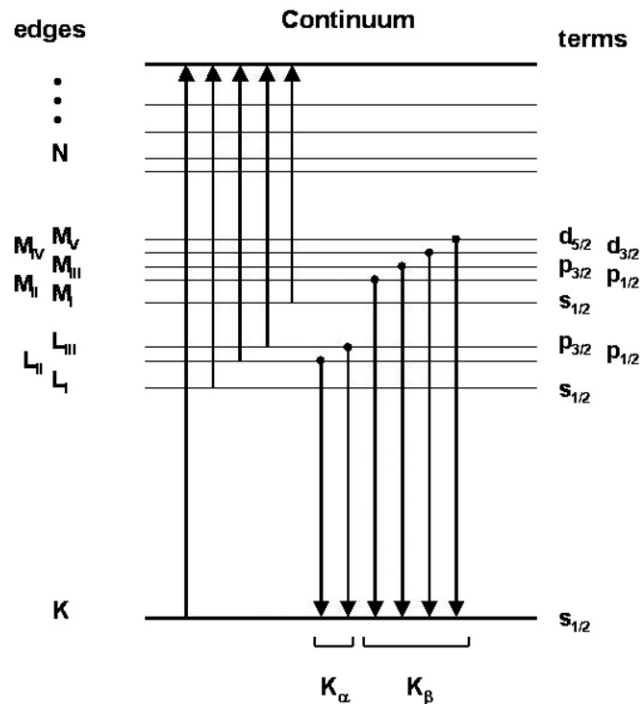 Continuum
edges
terms
N
M_V d_5/2
M_IV d_3/2
M_III p_3/2
M_II p_1/2
M_I s_1/2
L_III p_3/2
L_II p_1/2
L_I s_1/2
K s_1/2
K_α K_β